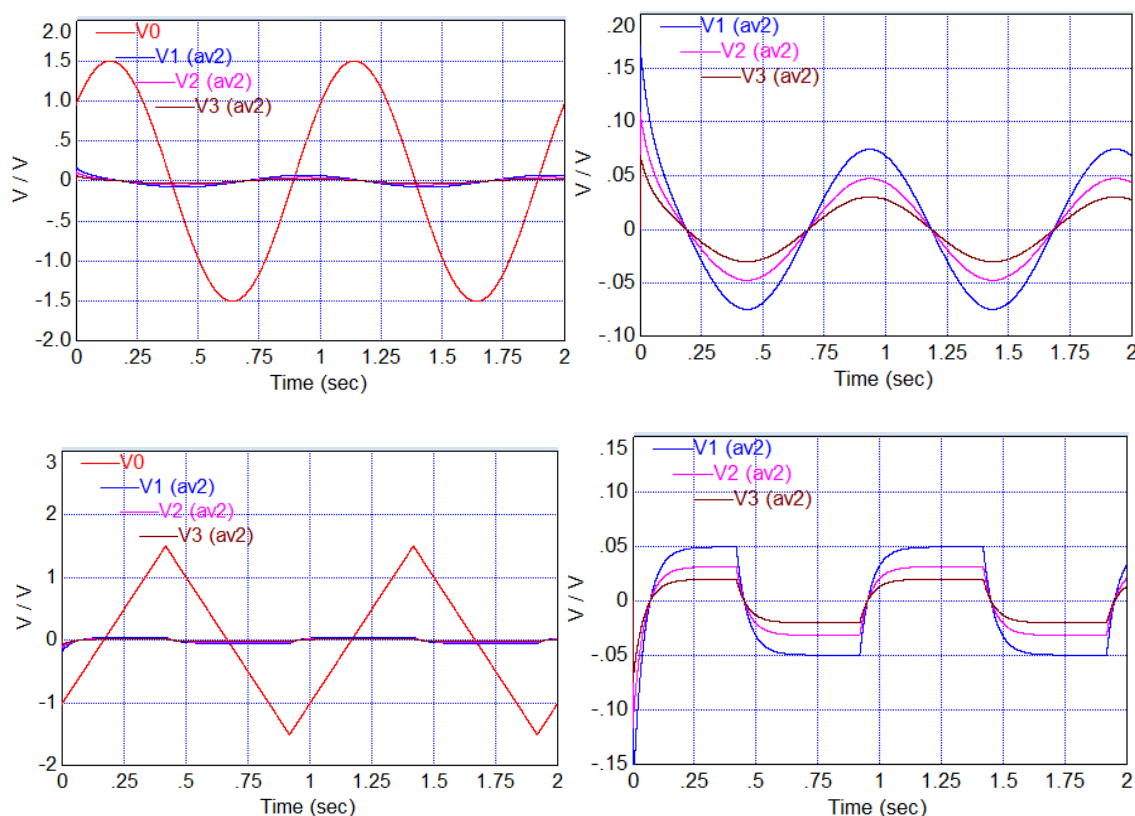 2.0
1.5
1.0
.5
0
-.5
-1.0
-1.5
-2.0
V / V
V0
V1 (av2)
V2 (av2)
V3 (av2)
0 .25 .5 .75 1 1.25 1.5 1.75 2
Time (sec)
.20
.15
.10
.05
0
-.05
-.10
V / V
V1 (av2)
V2 (av2)
V3 (av2)
0 .25 .5 .75 1 1.25 1.5 1.75 2
Time (sec)
3
2
1
0
-1
-2
V / V
V0
V1 (av2)
V2 (av2)
V3 (av2)
0 .25 .5 .75 1 1.25 1.5 1.75 2
Time (sec)
.15
.10
.05
0
-.05
-.10
-.15
V / V
V1 (av2)
V2 (av2)
V3 (av2)
0 .25 .5 .75 1 1.25 1.5 1.75 2
Time (sec)